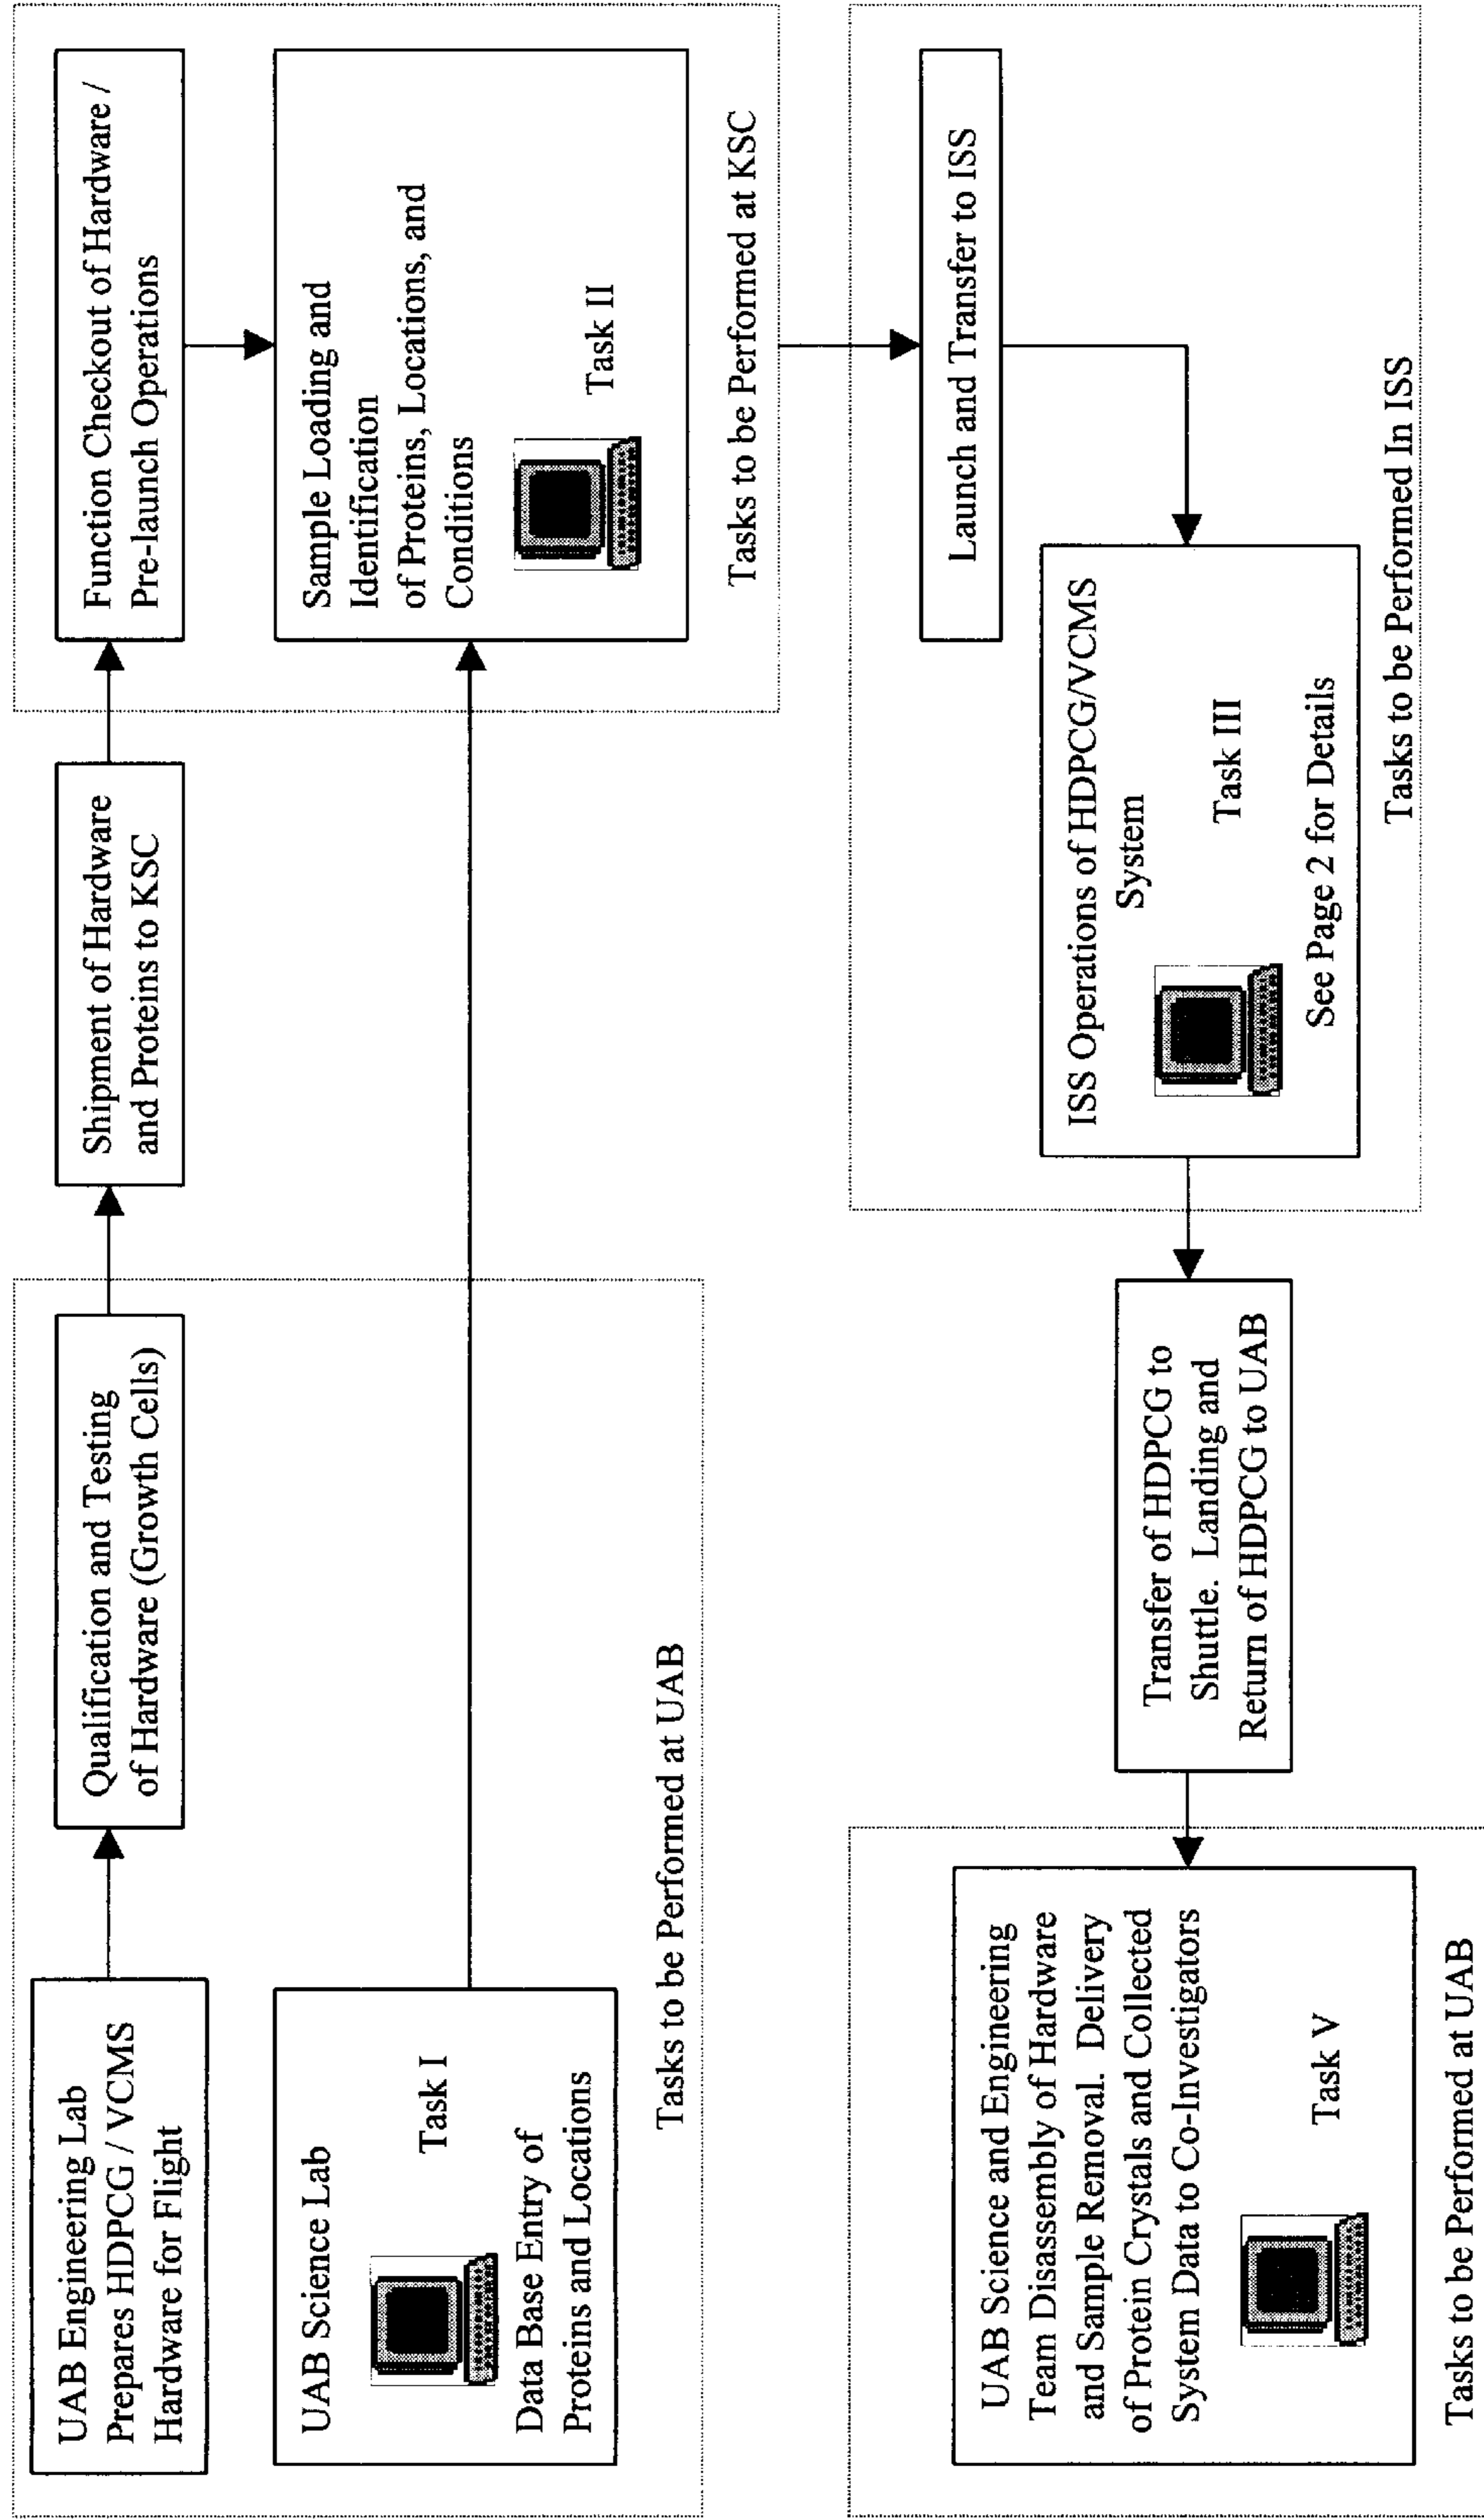 UAB Engineering Lab
Prepares HDPCG / VCMS
Hardware for Flight
Qualification and Testing
of Hardware (Growth Cells)
Shipment of Hardware
and Proteins to KSC
Function Checkout of Hardware /
Pre-launch Operations
UAB Science Lab
Task I
Data Base Entry of
Proteins and Locations
Tasks to be Performed at UAB
Sample Loading and
Identification
of Proteins, Locations, and
Conditions
Task II
Tasks to be Performed at KSC
Launch and Transfer to ISS
ISS Operations of HDPCG/VCMS
System
Task III
See Page 2 for Details
Tasks to be Performed In ISS
Transfer of HDPCG to
Shuttle. Landing and
Return of HDPCG to UAB
UAB Science and Engineering
Team Disassembly of Hardware
and Sample Removal. Delivery
of Protein Crystals and Collected
System Data to Co-Investigators
Task V
Tasks to be Performed at UAB